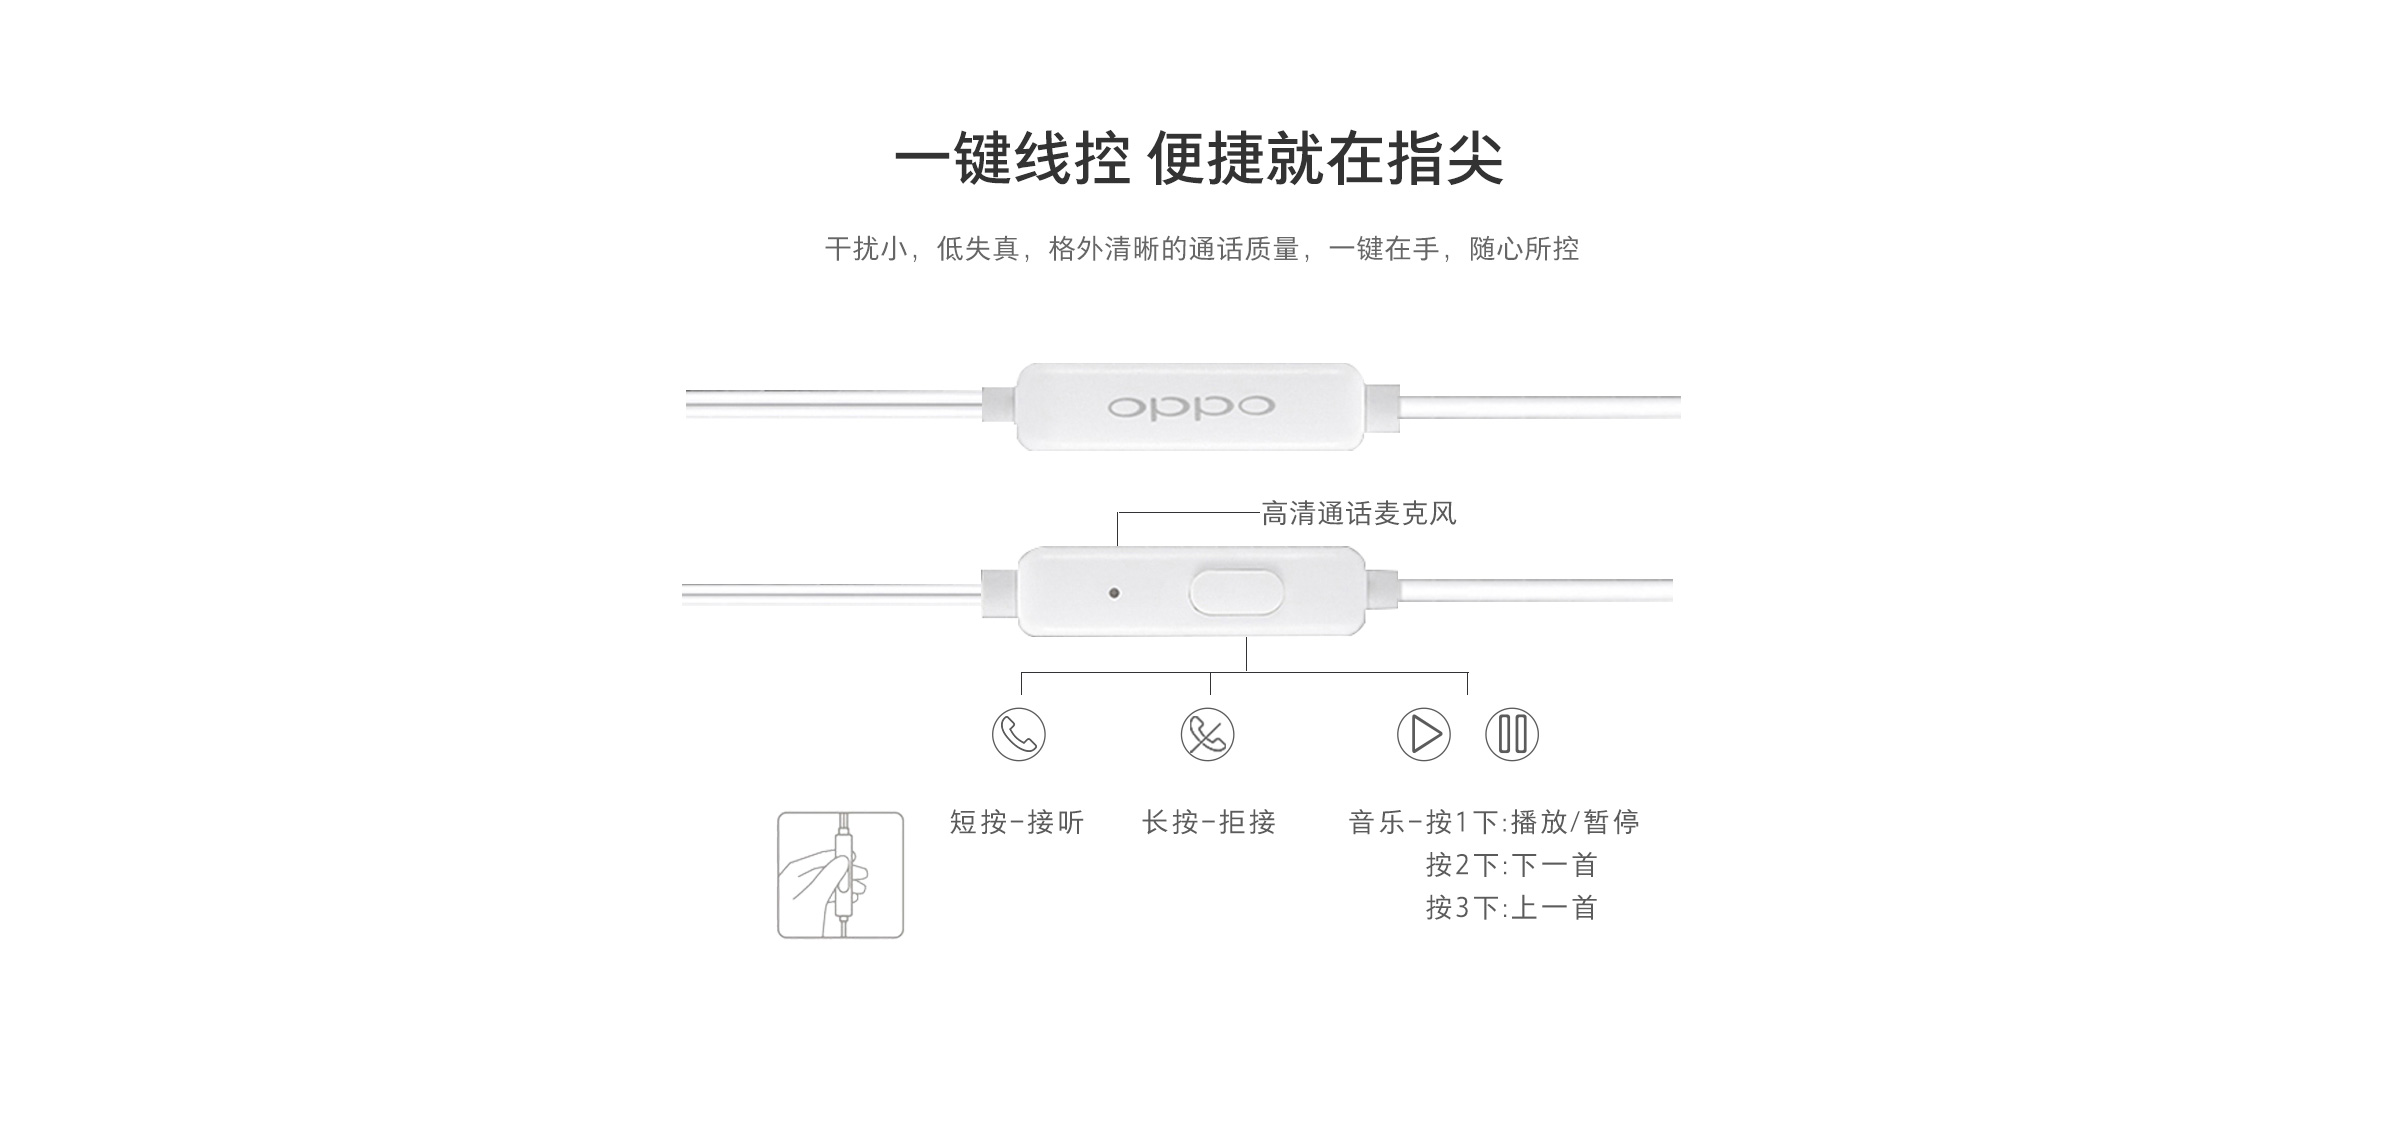 一键线控 便捷就在指尖
干扰小，低失真，格外清晰的通话质量，一键在手，随心所控
oppo
高清通话麦克风
短按-接听
长按-拒接
音乐-按1下:播放/暂停
按2下:下一首
按3下:上一首